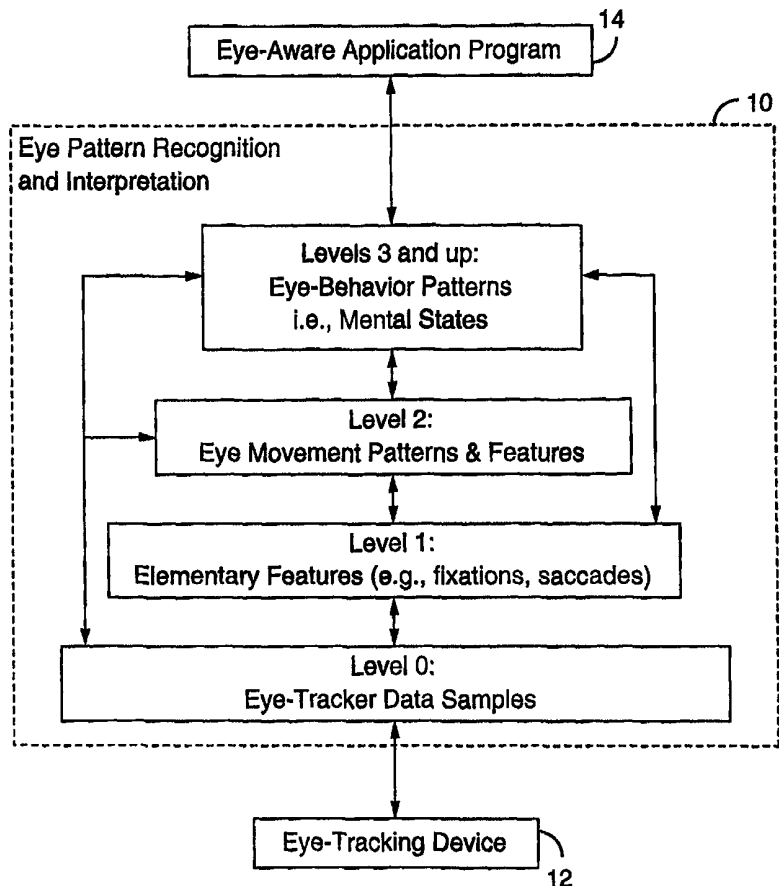 14
Eye-Aware Application Program
10
Eye Pattern Recognition
and Interpretation
Levels 3 and up:
Eye-Behavior Patterns
i.e., Mental States
Level 2:
Eye Movement Patterns & Features
Level 1:
Elementary Features (e.g., fixations, saccades)
Level 0:
Eye-Tracker Data Samples
Eye-Tracking Device
12